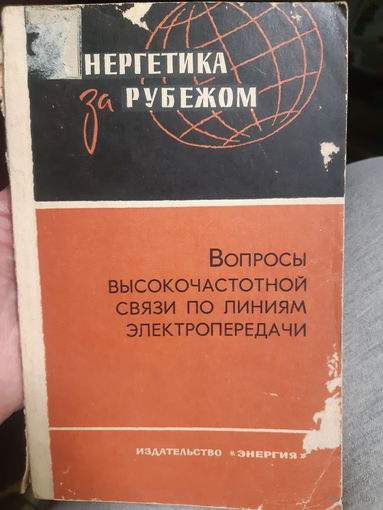 НЕРГЕТИКА
за РУБЕЖОМ
Вопросы
высокочастотной
связи по линиям
электропередачи
ИЗДАТЕЛЬСТВО «ЭНЕРГИЯ»